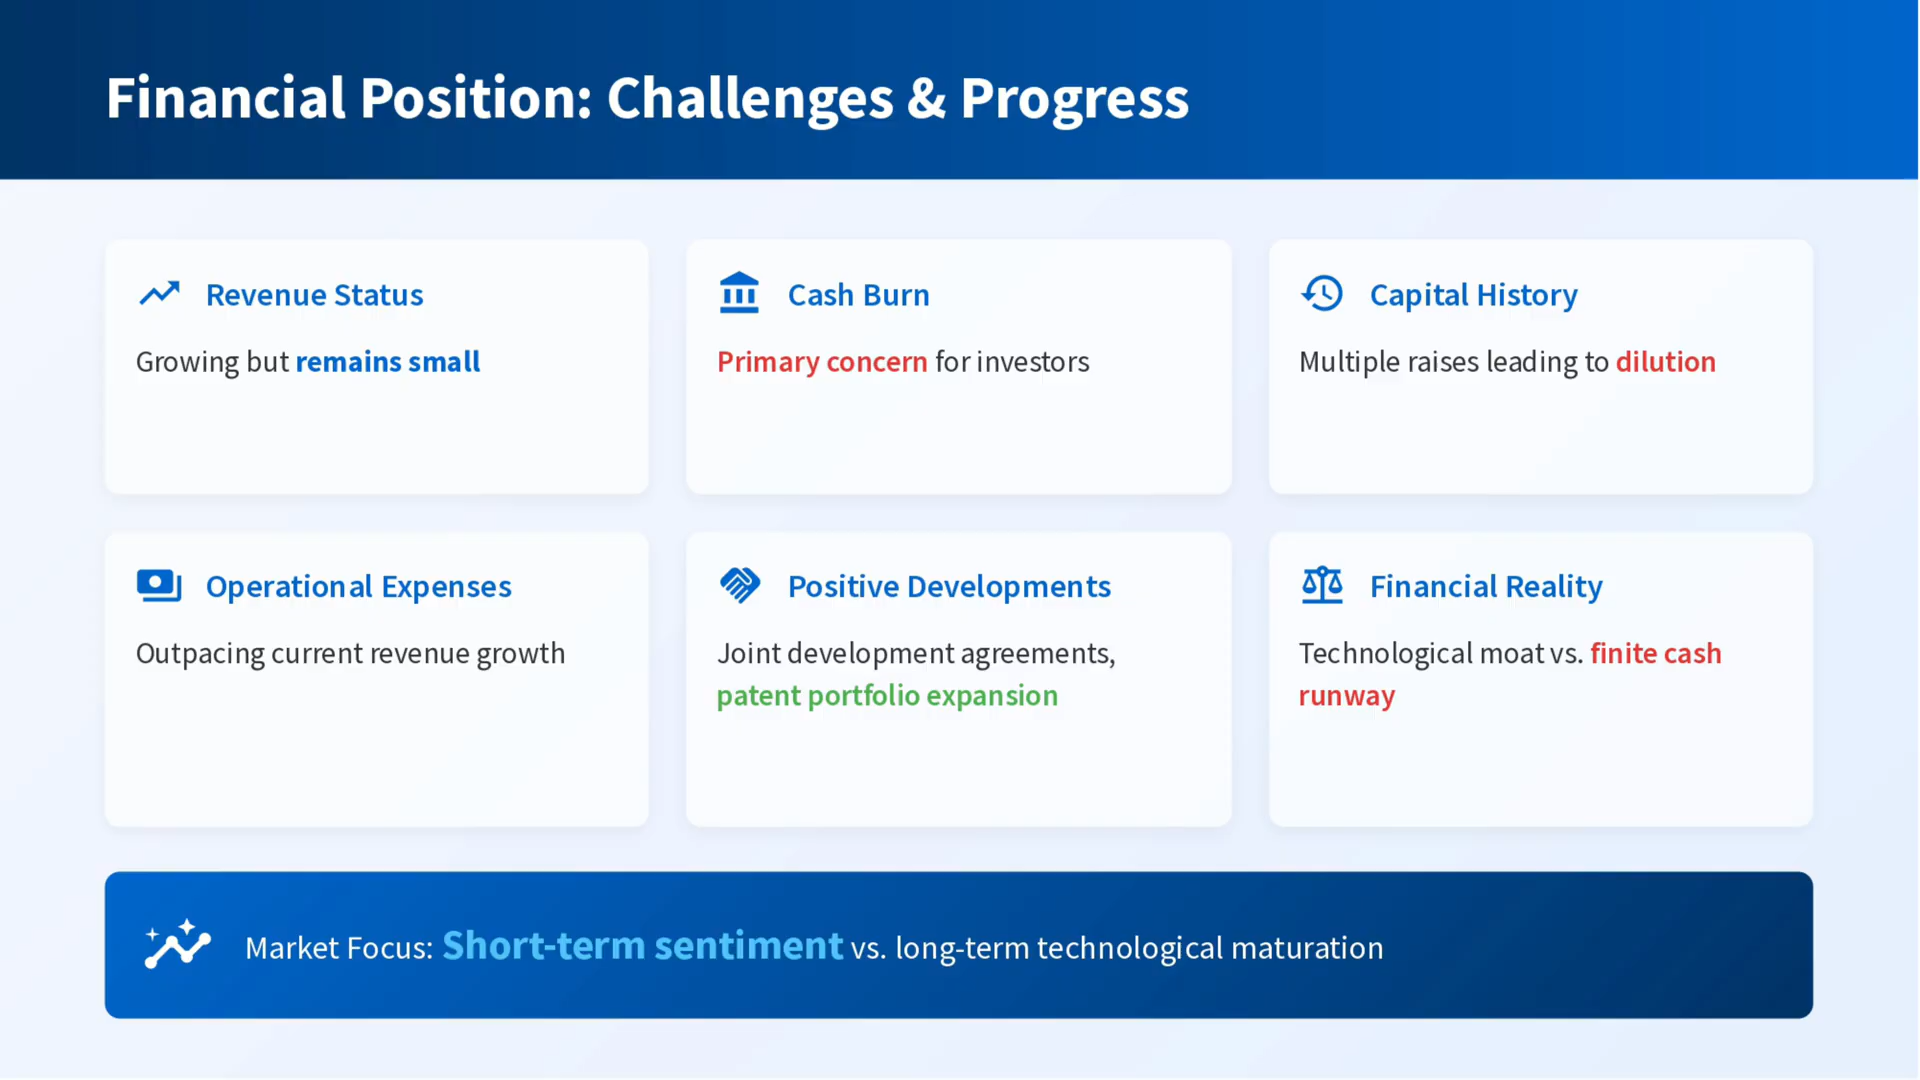 Financial Position: Challenges & Progress
Revenue Status
Growing but remains small
Cash Burn
Primary concern for investors
Capital History
Multiple raises leading to dilution
Operational Expenses
Outpacing current revenue growth
Positive Developments
Joint development agreements,
patent portfolio expansion
Financial Reality
Technological moat vs. finite cash
runway
Market Focus: Short-term sentiment vs. long-term technological maturation